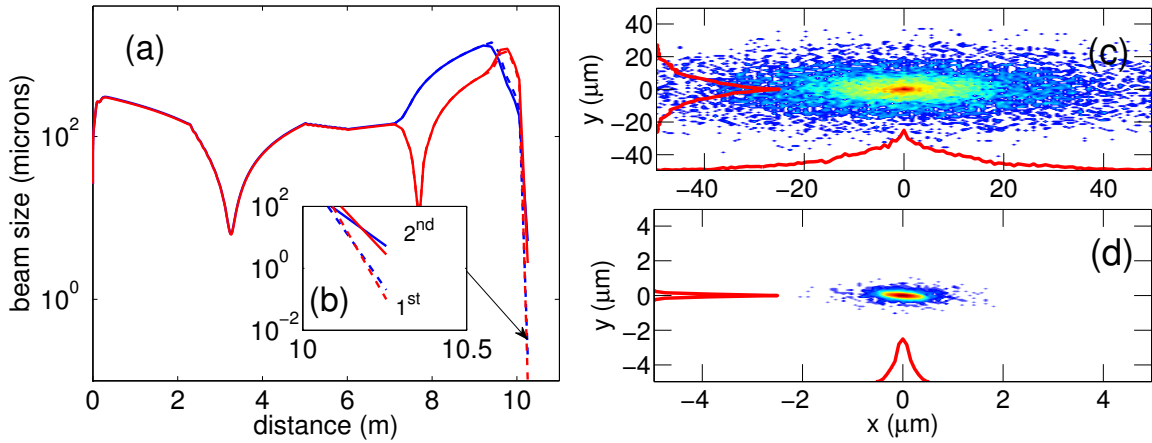 (a)
beam size (microns)
10^2
10^0
0 2 4 6 8 10
distance (m)
(b)
10^2
10^0
10^-2
10 10.5
2^nd
1^st
(c)
y (μm)
40
20
0
−20
−40
−40 −20 0 20 40
(d)
y (μm)
4
2
0
−2
−4
−4 −2 0 2 4
x (μm)